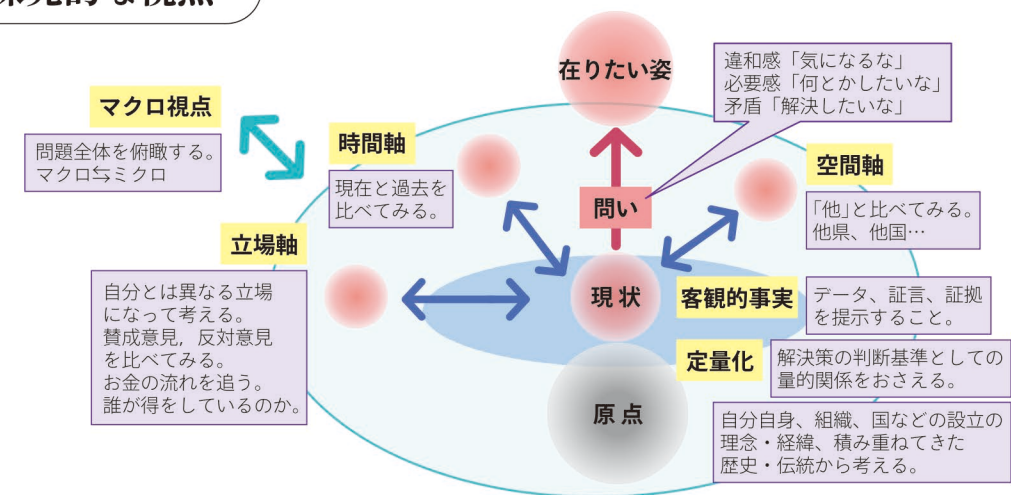 的な視点
在りたい姿
違和感「気になるな」
必要感「何とかしたいな」
矛盾「解決したいな」
マクロ視点
問題全体を俯瞰する。
マクロ⇆ミクロ
時間軸
現在と過去を
比べてみる。
問い
空間軸
「他」と比べてみる。
他県、他国…
立場軸
自分とは異なる立場
になって考える。
賛成意見，反対意見
を比べてみる。
お金の流れを追う。
誰が得をしているのか。
現状
客観的事実
データ、証言、証拠
を提示すること。
定量化
解決策の判断基準としての
量的関係をおさえる。
原点
自分自身、組織、国などの設立の
理念・経緯、積み重ねてきた
歴史・伝統から考える。